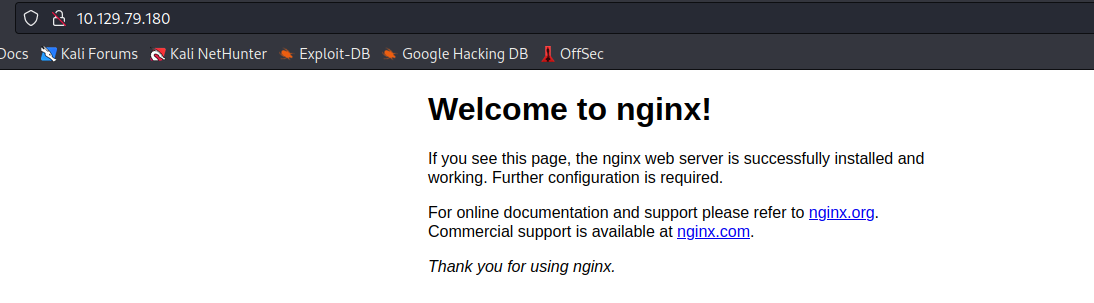 10.129.79.180
Docs Kali Forums Kali NetHunter Exploit-DB Google Hacking DB OffSec
Welcome to nginx!
If you see this page, the nginx web server is successfully installed and
working. Further configuration is required.
For online documentation and support please refer to nginx.org.
Commercial support is available at nginx.com.
Thank you for using nginx.